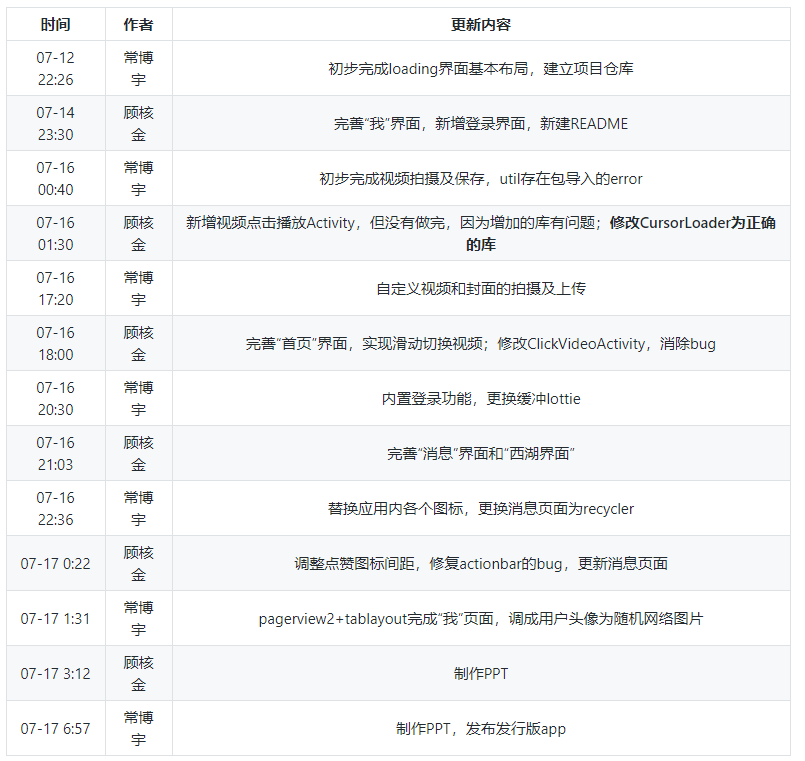 时间 作者 更新内容
07-12 常博
22:26 宇 初步完成loading界面基本布局，建立项目仓库
07-14 顾核
23:30 金 完善“我”界面，新增登录界面，新建README
07-16 常博
00:40 宇 初步完成视频拍摄及保存，util存在包导入的error
07-16 顾核 新增视频点击播放Activity，但没有做完，因为增加的库有问题；修改CursorLoader为正确
01:30 金 的库
07-16 常博
17:20 宇 自定义视频和封面的拍摄及上传
07-16 顾核
18:00 金 完善“首页”界面，实现滑动切换视频；修改ClickVideoActivity，消除bug
07-16 常博
20:30 宇 内置登录功能，更换缓冲lottie
07-16 顾核
21:03 金 完善“消息”界面和“西湖界面”
07-16 常博
22:36 宇 替换应用内各个图标，更换消息页面为recycler
07-17 0:22 顾核
金 调整点赞图标间距，修复actionbar的bug，更新消息页面
07-17 1:31 常博
宇 pagerview2+tablayout完成“我”页面，调成用户头像为随机网络图片
07-17 3:12 顾核
金 制作PPT
07-17 6:57 常博
宇 制作PPT，发布发行版app